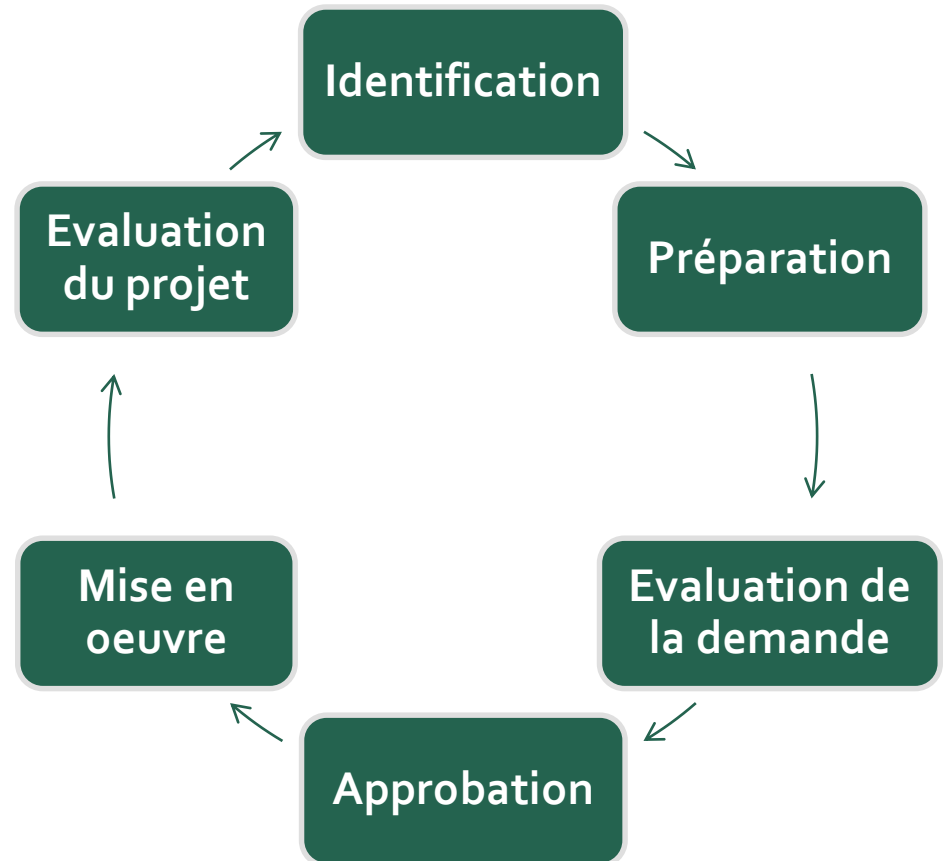 Identification
Préparation
Evaluation de
la demande
Approbation
Mise en
oeuvre
Evaluation
du projet